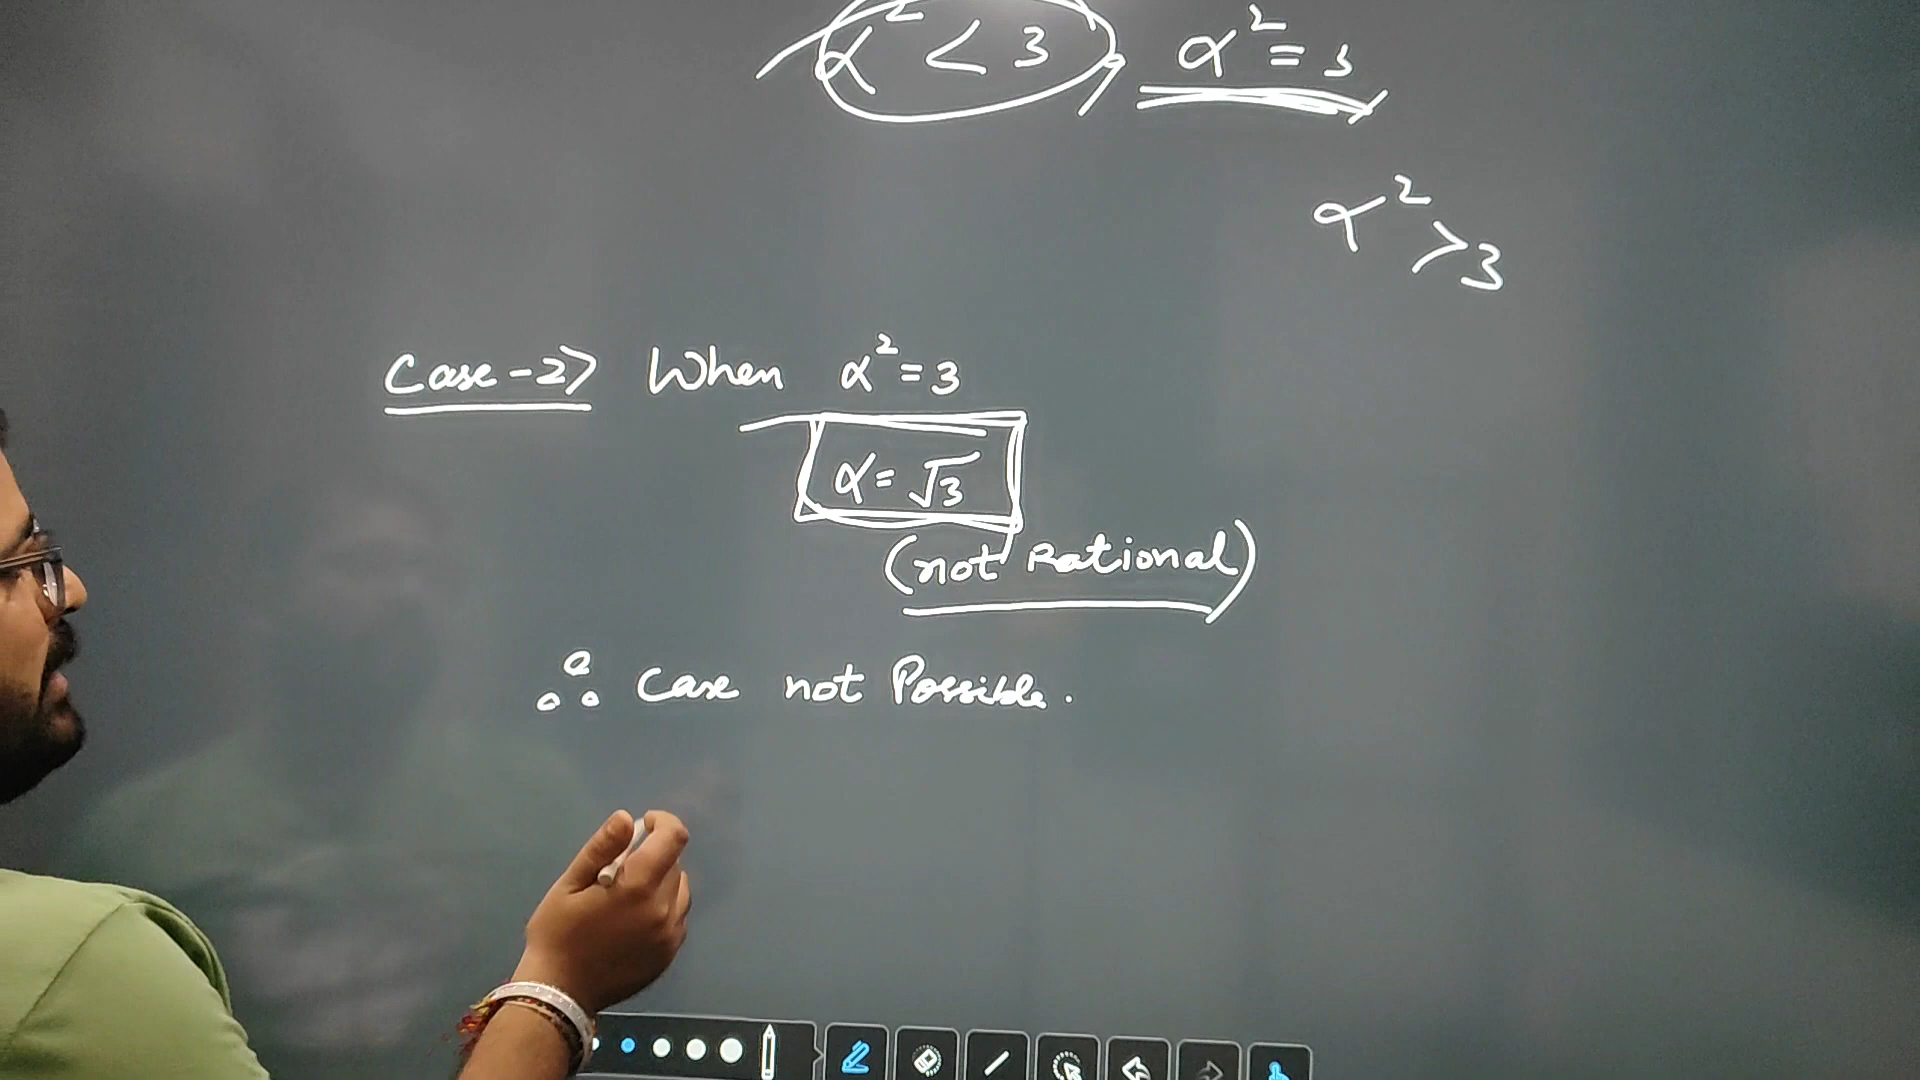 α² < 3, α² = 3,
α² > 3
Case-2> When α² = 3
α = √3
(not Rational)
∴ Case not Possible.